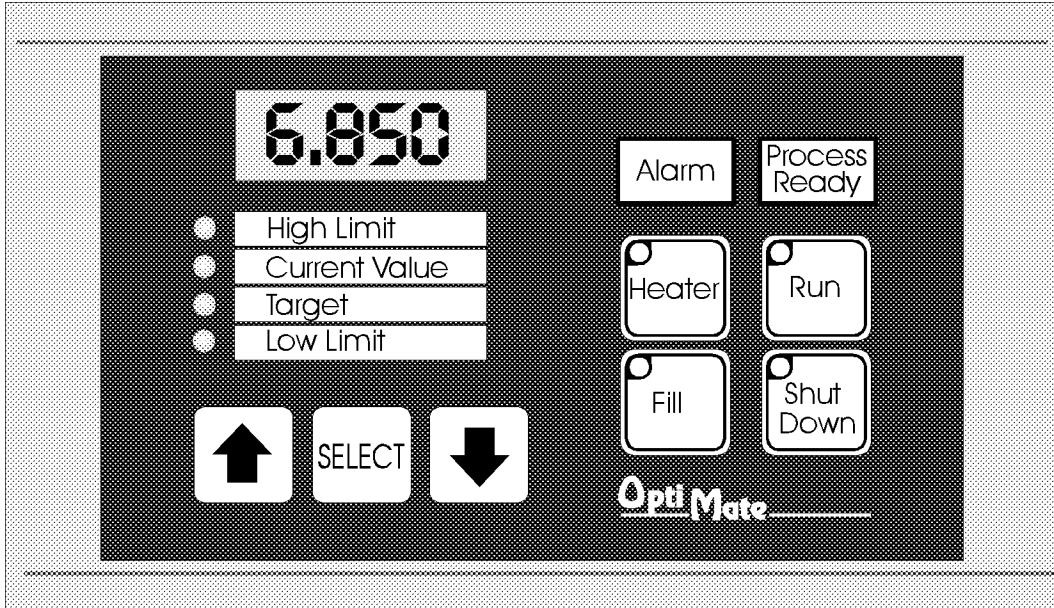 6.850
High Limit
Current Value
Target
Low Limit
SELECT
Alarm
Process
Ready
Heater
Run
Fill
Shut
Down
Opti Mate